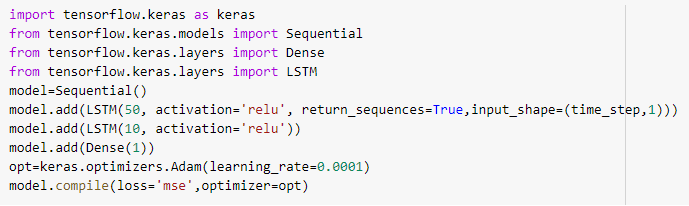 import tensorflow.keras as keras
from tensorflow.keras.models import Sequential
from tensorflow.keras.layers import Dense
from tensorflow.keras.layers import LSTM
model=Sequential()
model.add(LSTM(50, activation='relu', return_sequences=True,input_shape=(time_step,1)))
model.add(LSTM(10, activation='relu'))
model.add(Dense(1))
opt=keras.optimizers.Adam(learning_rate=0.0001)
model.compile(loss='mse',optimizer=opt)